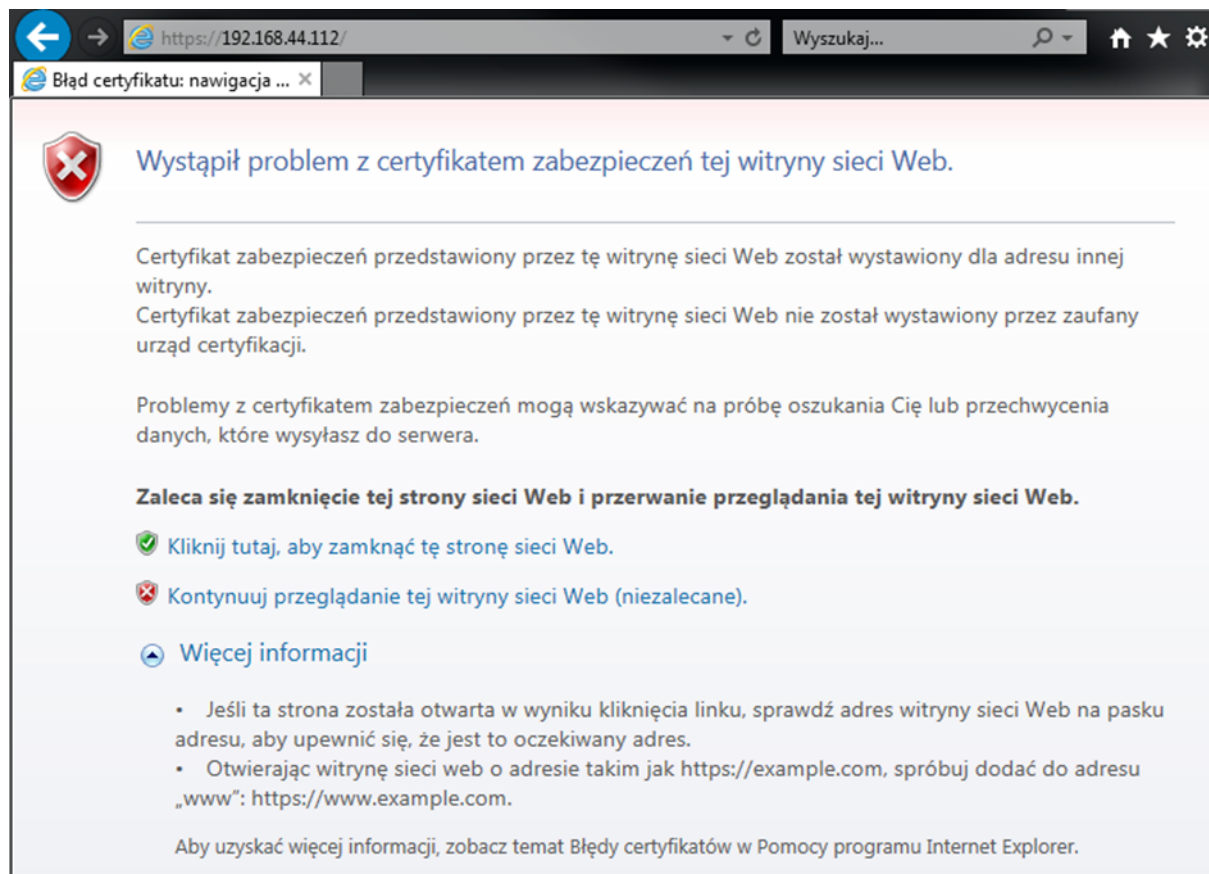 https://192.168.44.112/
Wyszukaj...
Błąd certyfikatu: nawigacja ...
Wystąpił problem z certyfikatem zabezpieczeń tej witryny sieci Web.
Certyfikat zabezpieczeń przedstawiony przez tę witrynę sieci Web został wystawiony dla adresu innej
witryny.
Certyfikat zabezpieczeń przedstawiony przez tę witrynę sieci Web nie został wystawiony przez zaufany
urząd certyfikacji.
Problemy z certyfikatem zabezpieczeń mogą wskazywać na próbę oszukania Cię lub przechwycenia
danych, które wysyłasz do serwera.
Zaleca się zamknięcie tej strony sieci Web i przerwanie przeglądania tej witryny sieci Web.
Kliknij tutaj, aby zamknąć tę stronę sieci Web.
Kontynuuj przeglądanie tej witryny sieci Web (niezalecane).
Więcej informacji
• Jeśli ta strona została otwarta w wyniku kliknięcia linku, sprawdź adres witryny sieci Web na pasku
adresu, aby upewnić się, że jest to oczekiwany adres.
• Otwierając witrynę sieci web o adresie takim jak https://example.com, spróbuj dodać do adresu
„www": https://www.example.com.
Aby uzyskać więcej informacji, zobacz temat Błędy certyfikatów w Pomocy programu Internet Explorer.